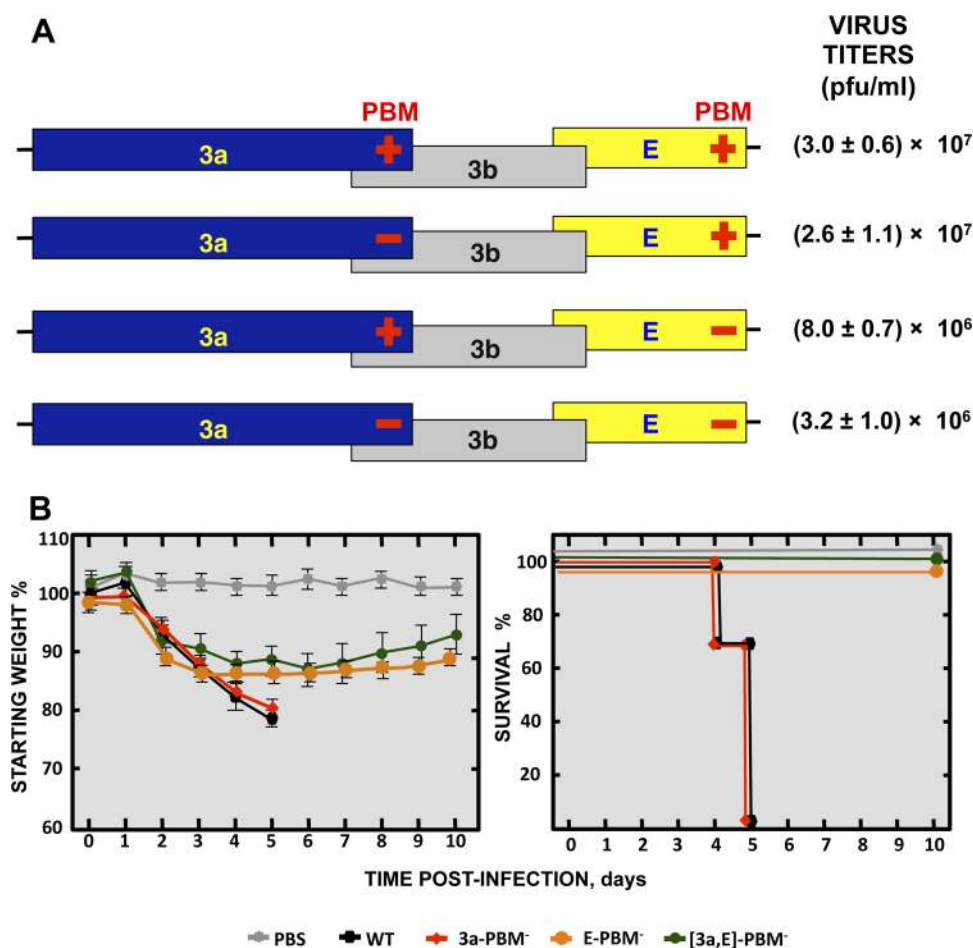 A
VIRUS
TITERS
(pfu/ml)
PBM PBM
3a + 3b E + (3.0 ± 0.6) × 10⁷
3a − 3b E + (2.6 ± 1.1) × 10⁷
3a + 3b E − (8.0 ± 0.7) × 10⁶
3a − 3b E − (3.2 ± 1.0) × 10⁶
B
STARTING WEIGHT %
110
100
90
80
70
60
0 1 2 3 4 5 6 7 8 9 10
SURVIVAL %
100
80
60
40
20
0 1 2 3 4 4 5 6 7 8 9 10
TIME POST-INFECTION, days
PBS WT 3a-PBM⁻ E-PBM⁻ [3a,E]-PBM⁻